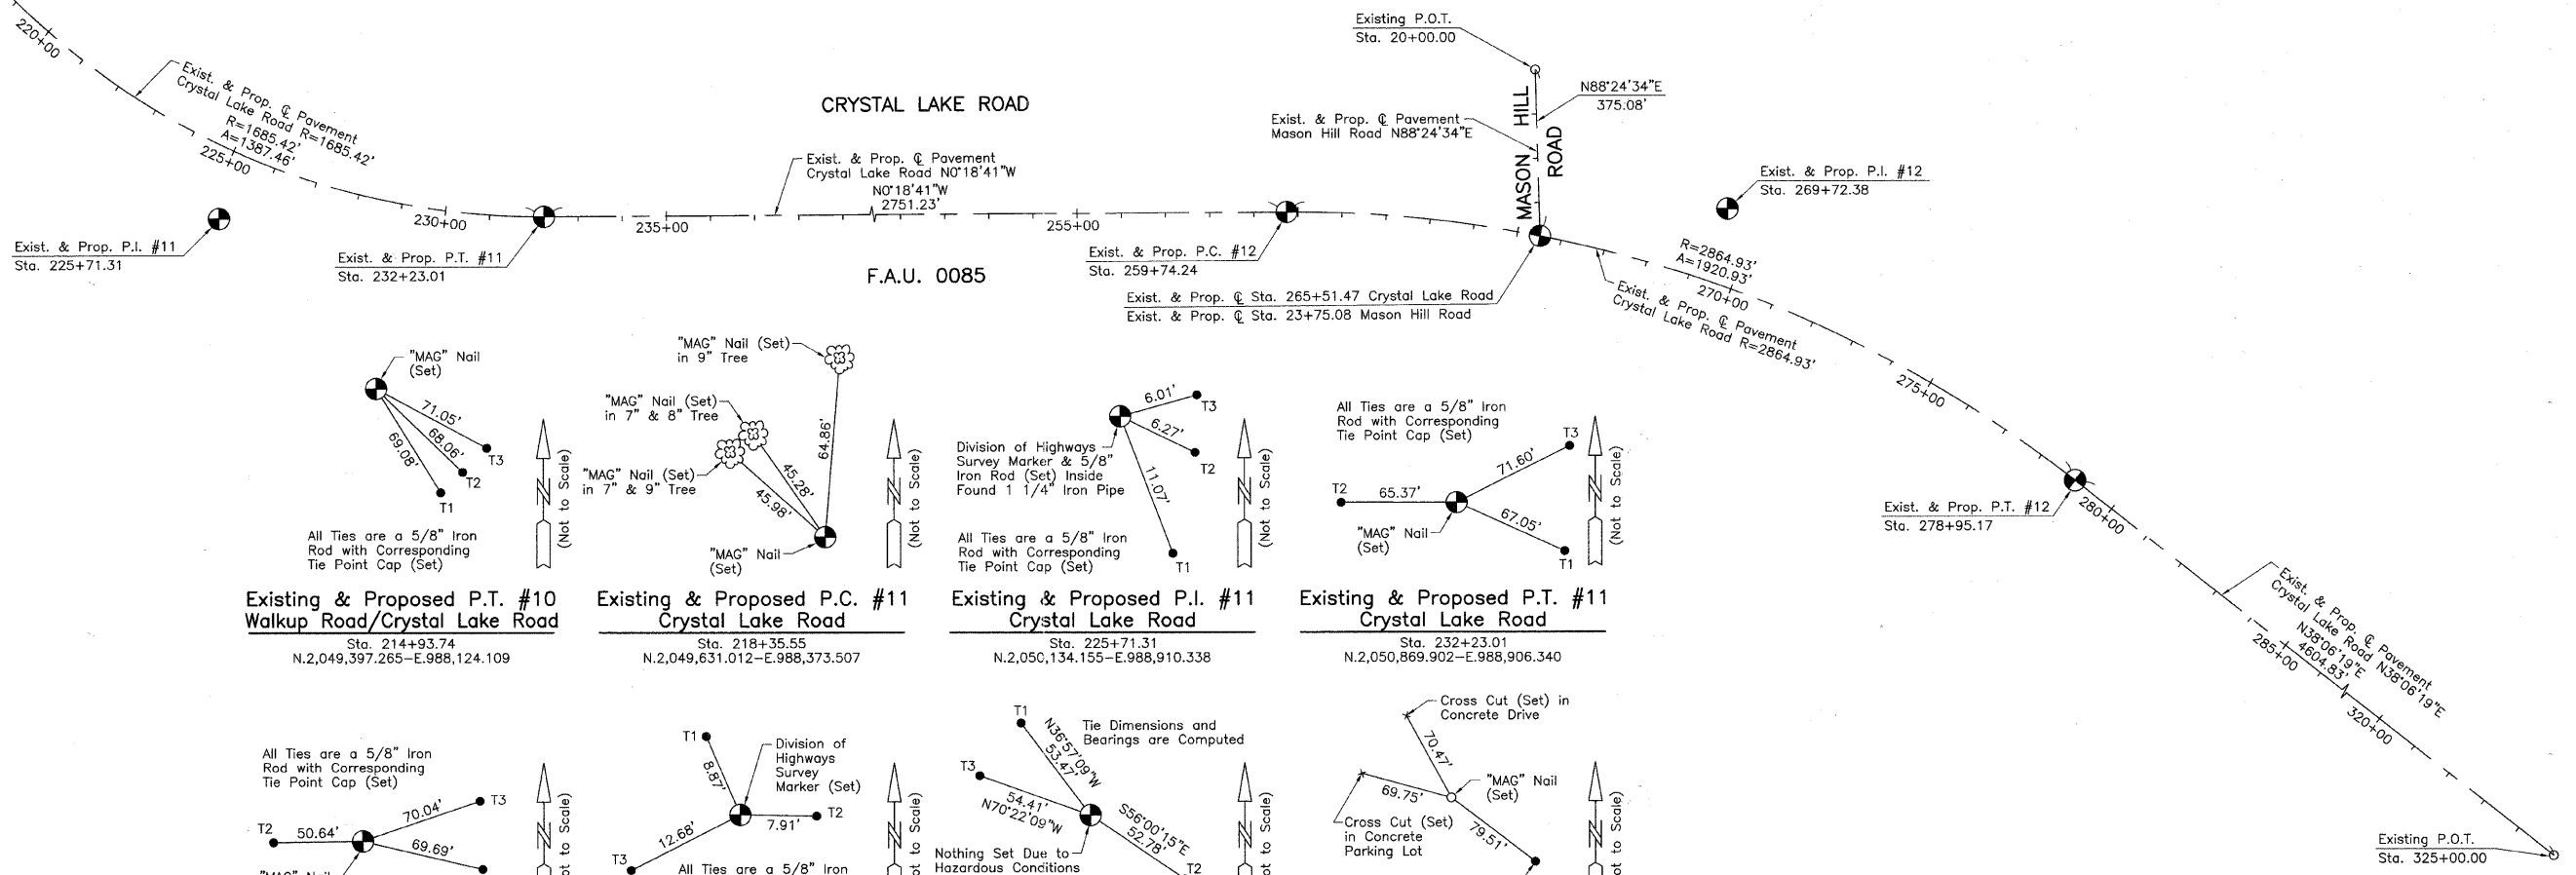 220+00
Exist. & Prop. ℄ Pavement
Crystal Lake Road R=1685.42'
R=1685.42'
A=1387.46'
225+00
Exist. & Prop. P.I. #11
Sta. 225+71.31
230+00
Exist. & Prop. P.T. #11
Sta. 232+23.01
CRYSTAL LAKE ROAD
Exist. & Prop. ℄ Pavement
Crystal Lake Road N0°18'41"W
N0°18'41"W
2751.23'
235+00
255+00
F.A.U. 0085
Exist. & Prop. P.C. #12
Sta. 259+74.24
Exist. & Prop. ℄ Sta. 265+51.47 Crystal Lake Road
Exist. & Prop. ℄ Sta. 23+75.08 Mason Hill Road
Existing P.O.T.
Sta. 20+00.00
N88°24'34"E
375.08'
Exist. & Prop. ℄ Pavement
Mason Hill Road N88°24'34"E
MASON HILL
ROAD
Exist. & Prop. P.I. #12
Sta. 269+72.38
R=2864.93'
A=1920.93'
270+00
Exist. & Prop. ℄ Pavement
Crystal Lake Road R=2864.93'
275+00
Exist. & Prop. P.T. #12
Sta. 278+95.17
280+00
Exist. & Prop. ℄ Pavement
Crystal Lake Road N38°06'19"E
N38°06'19"E
4604.83'
285+00
320+00
Existing P.O.T.
Sta. 325+00.00
"MAG" Nail
(Set)
71.05'
68.06'
69.08'
T3
T2
T1
(Not to Scale)
All Ties are a 5/8" Iron
Rod with Corresponding
Tie Point Cap (Set)
Existing & Proposed P.T. #10
Walkup Road/Crystal Lake Road
Sta. 214+93.74
N.2,049,397.265-E.988,124.109
"MAG" Nail (Set)
in 9" Tree
"MAG" Nail (Set)
in 7" & 8" Tree
"MAG" Nail (Set)
in 7" & 9" Tree
64.86'
45.28'
45.98'
"MAG" Nail
(Set)
(Not to Scale)
Existing & Proposed P.C. #11
Crystal Lake Road
Sta. 218+35.55
N.2,049,631.012-E.988,373.507
6.01'
T3
6.27'
T2
11.07'
T1
Division of Highways
Survey Marker & 5/8"
Iron Rod (Set) Inside
Found 1 1/4" Iron Pipe
All Ties are a 5/8" Iron
Rod with Corresponding
Tie Point Cap (Set)
(Not to Scale)
Existing & Proposed P.I. #11
Crystal Lake Road
Sta. 225+71.31
N.2,050,134.155-E.988,910.338
All Ties are a 5/8" Iron
Rod with Corresponding
Tie Point Cap (Set)
T3
71.60'
T2
65.37'
67.05'
T1
"MAG" Nail
(Set)
(Not to Scale)
Existing & Proposed P.T. #11
Crystal Lake Road
Sta. 232+23.01
N.2,050,869.902-E.988,906.340
All Ties are a 5/8" Iron
Rod with Corresponding
Tie Point Cap (Set)
70.04'
T3
T2
50.64'
69.69'
"MAG" Nail
ot to Scale)
T1
8.87'
Division of
Highways
Survey
Marker (Set)
7.91'
T2
12.68'
T3
All Ties are a 5/8" Iron
ot to Scale)
T1
N36°57'09"W
53.47'
Tie Dimensions and
Bearings are Computed
T3
54.41'
N70°22'09"W
S56°00'15"E
52.78'
T2
Nothing Set Due to
Hazardous Conditions
ot to Scale)
Cross Cut (Set) in
Concrete Drive
70.47'
"MAG" Nail
(Set)
69.75'
79.51'
Cross Cut (Set)
in Concrete
Parking Lot
ot to Scale)